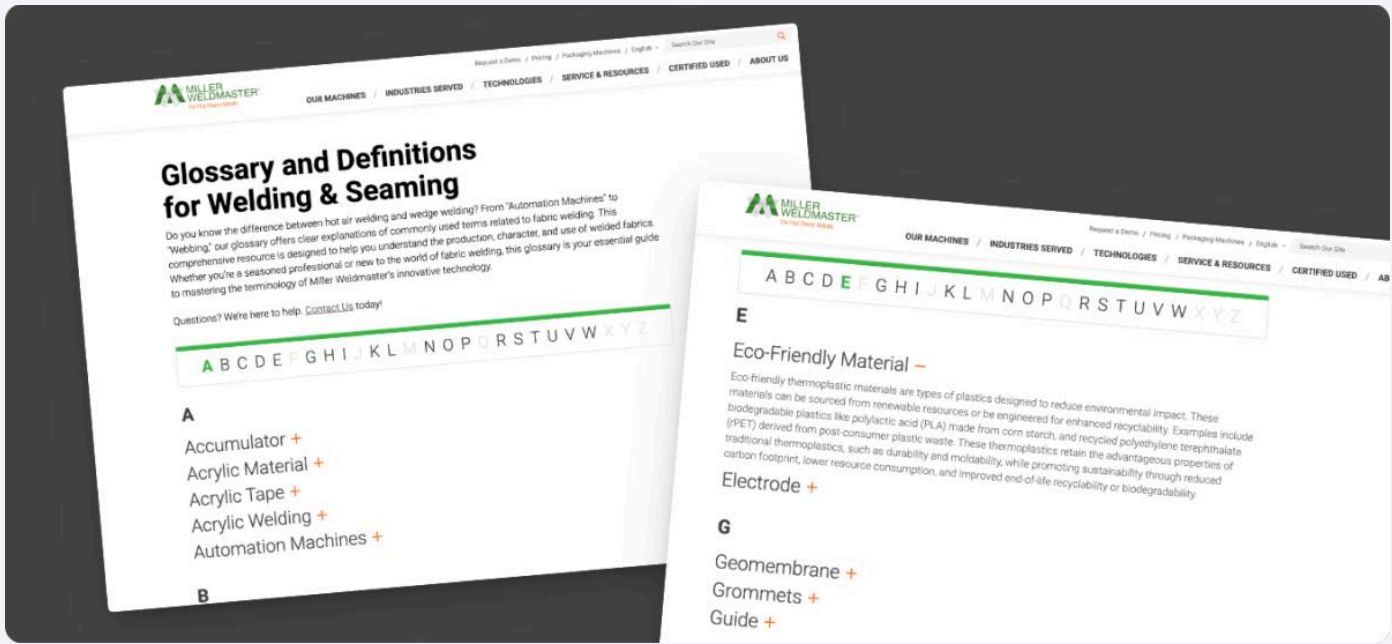 Request a Demo / Pricing / Packaging Machines / English
Search Our Site
MILLER
WELDMASTER
The First Choice Globally
OUR MACHINES / INDUSTRIES SERVED / TECHNOLOGIES / SERVICE & RESOURCES / CERTIFIED USED / ABOUT US
Glossary and Definitions
for Welding & Seaming
Do you know the difference between hot air welding and wedge welding? From "Automation Machines" to
"Webbing," our glossary offers clear explanations of commonly used terms related to fabric welding. This
comprehensive resource is designed to help you understand the production, character, and use of welded fabrics.
Whether you're a seasoned professional or new to the world of fabric welding, this glossary is your essential guide
to mastering the terminology of Miller Weldmaster's innovative technology.
Questions? We're here to help. Contact Us today!
A B C D E F G H I J K L M N O P Q R S T U V W X Y Z
A
Accumulator +
Acrylic Material +
Acrylic Tape +
Acrylic Welding +
Automation Machines +
B
MILLER
WELDMASTER
The First Choice Globally
Request a Demo / Pricing / Packaging Machines / English
Search Our Site
OUR MACHINES / INDUSTRIES SERVED / TECHNOLOGIES / SERVICE & RESOURCES / CERTIFIED USED / AB
A B C D E F G H I J K L M N O P Q R S T U V W X Y Z
E
Eco-Friendly Material −
Eco-friendly thermoplastic materials are types of plastics designed to reduce environmental impact. These
materials can be sourced from renewable resources or be engineered for enhanced recyclability. Examples include
biodegradable plastics like polylactic acid (PLA) made from corn starch, and recycled polyethylene terephthalate
(rPET) derived from post-consumer plastic waste. These thermoplastics retain the advantageous properties of
traditional thermoplastics, such as durability and moldability, while promoting sustainability through reduced
carbon footprint, lower resource consumption, and improved end-of-life recyclability or biodegradability.
Electrode +
G
Geomembrane +
Grommets +
Guide +